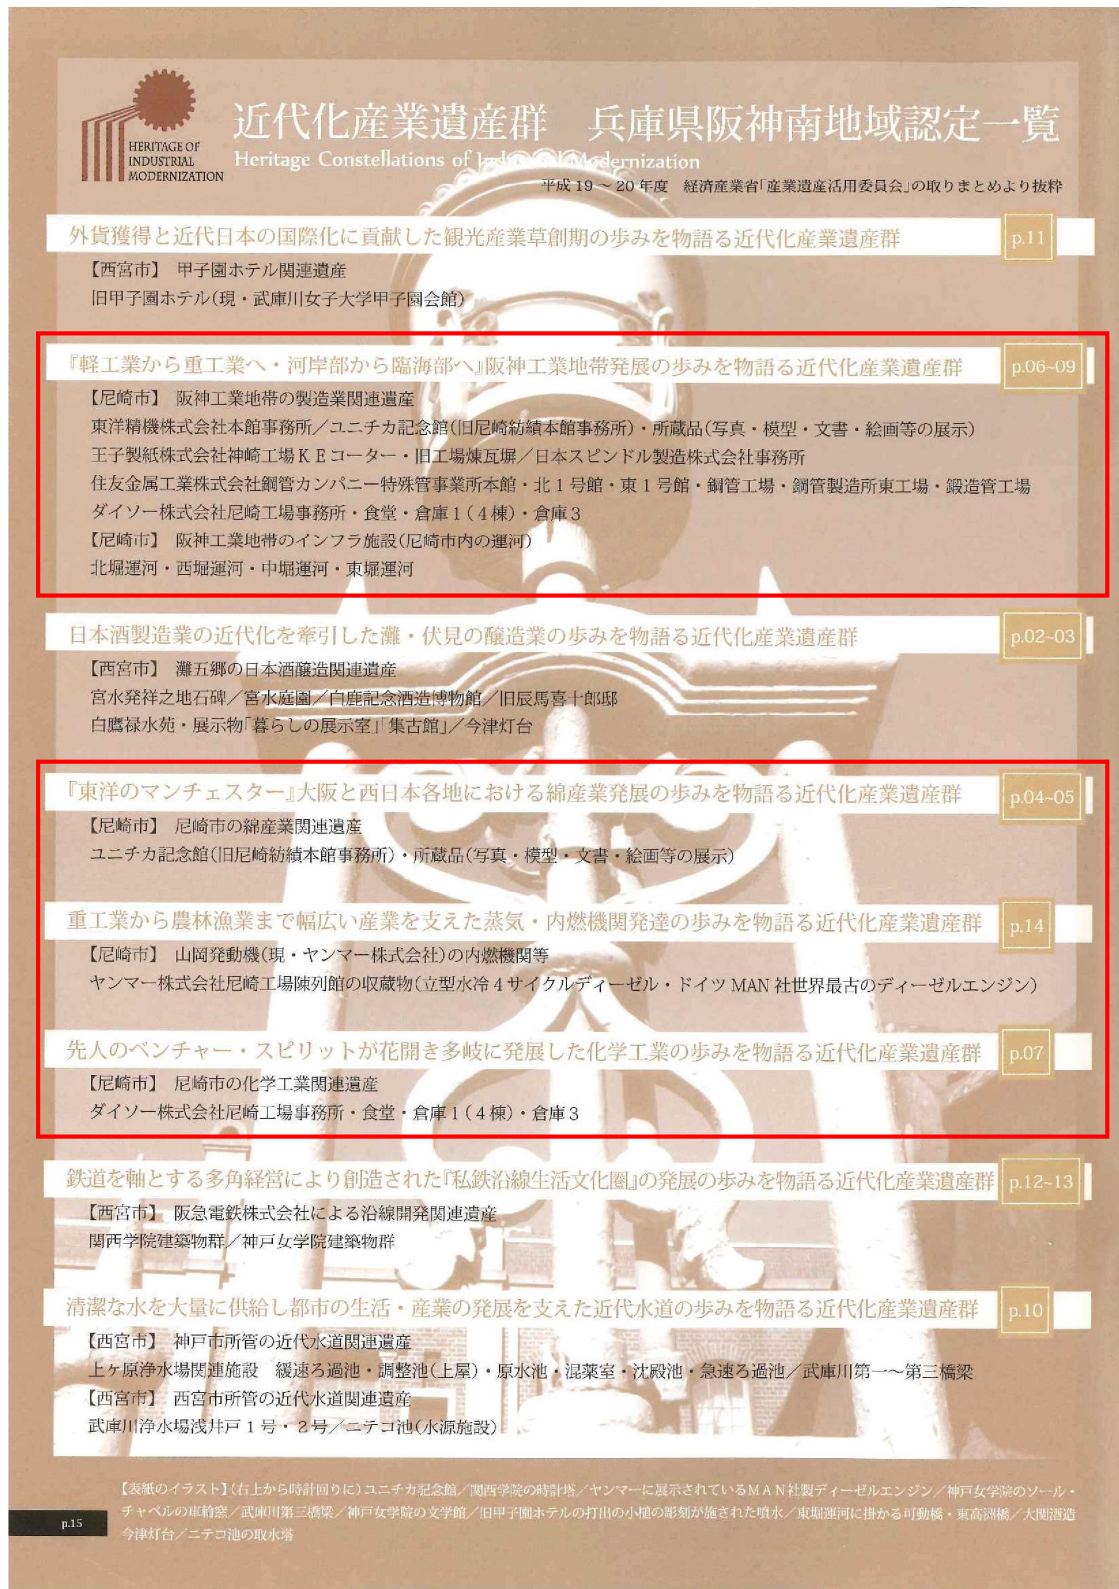 HERITAGE OF
INDUSTRIAL
MODERNIZATION
近代化産業遺産群　兵庫県阪神南地域認定一覧
Heritage Constellations of Industrial Modernization
平成19～20年度　経済産業省「産業遺産活用委員会」の取りまとめより抜粋
外貨獲得と近代日本の国際化に貢献した観光産業草創期の歩みを物語る近代化産業遺産群 p.11
【西宮市】 甲子園ホテル関連遺産
旧甲子園ホテル(現・武庫川女子大学甲子園会館)
『軽工業から重工業へ・河岸部から臨海部へ』阪神工業地帯発展の歩みを物語る近代化産業遺産群 p.06~09
【尼崎市】 阪神工業地帯の製造業関連遺産
東洋精機株式会社本館事務所／ユニチカ記念館(旧尼崎紡績本館事務所)・所蔵品(写真・模型・文書・絵画等の展示)
王子製紙株式会社神崎工場KEコーター・旧工場煉瓦塀／日本スピンドル製造株式会社事務所
住友金属工業株式会社鋼管カンパニー特殊管事業所本館・北1号館・東1号館・鋼管工場・鋼管製造所東工場・鍛造管工場
ダイソー株式会社尼崎工場事務所・食堂・倉庫1(4棟)・倉庫3
【尼崎市】 阪神工業地帯のインフラ施設(尼崎市内の運河)
北堀運河・西堀運河・中堀運河・東堀運河
日本酒製造業の近代化を牽引した灘・伏見の醸造業の歩みを物語る近代化産業遺産群 p.02~03
【西宮市】 灘五郷の日本酒醸造関連遺産
宮水発祥之地石碑／宮水庭園／白鹿記念酒造博物館／旧辰馬喜十郎邸
白鷹禄水苑・展示物「暮らしの展示室」「集古館」／今津灯台
『東洋のマンチェスター』大阪と西日本各地における綿産業発展の歩みを物語る近代化産業遺産群 p.04~05
【尼崎市】 尼崎市の綿産業関連遺産
ユニチカ記念館(旧尼崎紡績本館事務所)・所蔵品(写真・模型・文書・絵画等の展示)
重工業から農林漁業まで幅広い産業を支えた蒸気・内燃機関発達の歩みを物語る近代化産業遺産群 p.14
【尼崎市】 山岡発動機(現・ヤンマー株式会社)の内燃機関等
ヤンマー株式会社尼崎工場陳列館の収蔵物(立型水冷4サイクルディーゼル・ドイツMAN社世界最古のディーゼルエンジン)
先人のベンチャー・スピリットが花開き多岐に発展した化学工業の歩みを物語る近代化産業遺産群 p.07
【尼崎市】 尼崎市の化学工業関連遺産
ダイソー株式会社尼崎工場事務所・食堂・倉庫1(4棟)・倉庫3
鉄道を軸とする多角経営により創造された『私鉄沿線生活文化圏』の発展の歩みを物語る近代化産業遺産群 p.12~13
【西宮市】 阪急電鉄株式会社による沿線開発関連遺産
関西学院建築物群／神戸女学院建築物群
清潔な水を大量に供給し都市の生活・産業の発展を支えた近代水道の歩みを物語る近代化産業遺産群 p.10
【西宮市】 神戸市所管の近代水道関連遺産
上ヶ原浄水場関連施設　緩速ろ過池・調整池(上屋)・原水池・混薬室・沈殿池・急速ろ過池／武庫川第一～第三橋梁
【西宮市】 西宮市所管の近代水道関連遺産
武庫川浄水場浅井戸1号・2号／ニテコ池(水源施設)
【表紙のイラスト】(右上から時計回りに)ユニチカ記念館／関西学院の時計塔／ヤンマーに展示されているMAN社製ディーゼルエンジン／神戸女学院のソール・
チャペルの車輪窓／武庫川第三橋梁／神戸女学院の文学館／旧甲子園ホテルの打出の小槌の彫刻が施された噴水／東堀運河に掛かる可動橋・東高洲橋／大関酒造
今津灯台／ニテコ池の取水塔
p.15